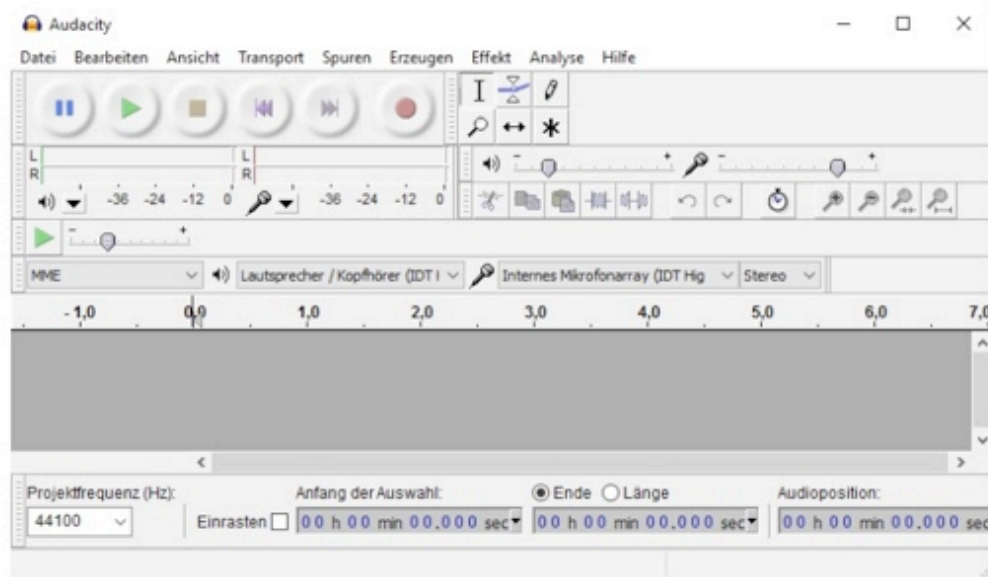 Audacity
Datei Bearbeiten Ansicht Transport Spuren Erzeugen Effekt Analyse Hilfe
L L
R R
-36 -24 -12 0 -36 -24 -12 0
- + - +
- +
MME Lautsprecher / Kopfhörer (IDT I Internes Mikrofonarray (IDT Hig Stereo
- 1,0 0,0 1,0 2,0 3,0 4,0 5,0 6,0 7,0
Projektfrequenz (Hz): Anfang der Auswahl: Ende Länge Audioposition:
44100 Einrasten 00 h 00 min 00.000 sec 00 h 00 min 00.000 sec 00 h 00 min 00.000 sec